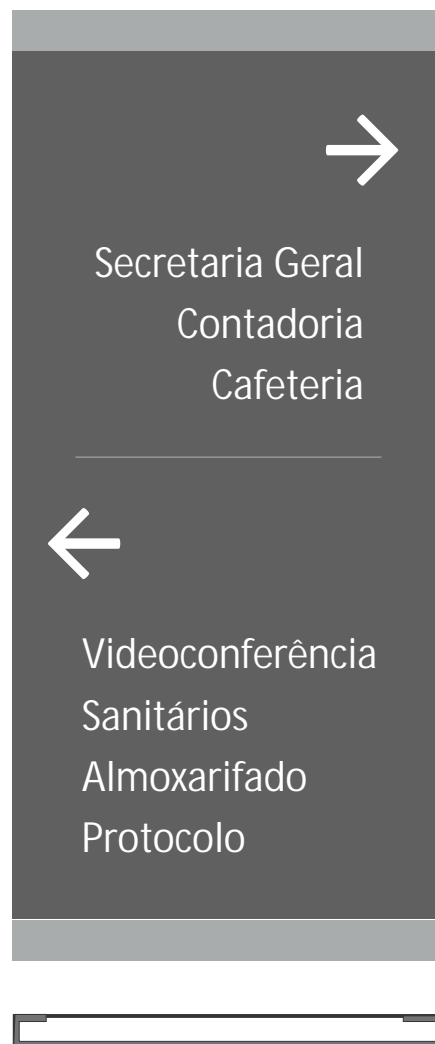 Secretaria Geral
Contadoria
Cafeteria
Videoconferência
Sanitários
Almoxarifado
Protocolo